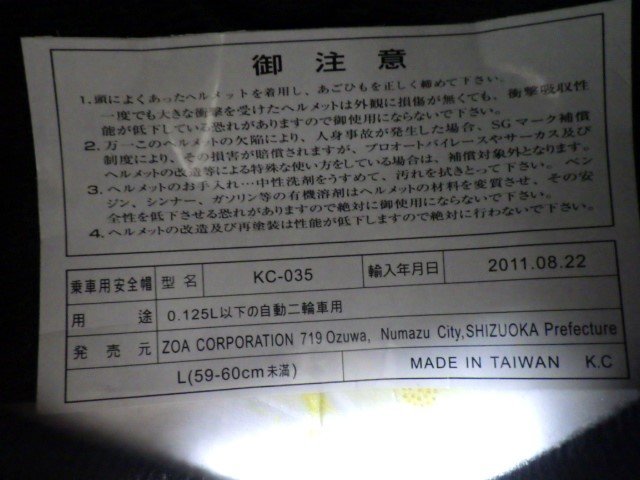 御注意
1. 頭によくあったヘルメットを着用し、あごひもを正しく締めて下さい。
一度でも大きな衝撃を受けたヘルメットは外観に損傷が無くても、衝撃吸収性
能が低下している恐れがありますので御使用にならないで下さい。
2. 万一このヘルメットの欠陥により、人身事故が発生した場合、SGマーク補償
制度により、その損害が賠償されますが、プロオートバイレースやサーカス及び
ヘルメットの改造等による特殊な使い方をしている場合は、補償対象外となります。
3. ヘルメットのお手入れ…中性洗剤をうすめて、汚れを拭きとって下さい。ベン
ジン、シンナー、ガソリン等の有機溶剤はヘルメットの材料を変質させ、その安
全性を低下させる恐れがありますので絶対に御使用にならないで下さい。
4. ヘルメットの改造及び再塗装は性能が低下しますので絶対に行わないで下さい。
乗車用安全帽 型名 KC-035 輸入年月日 2011.08.22
用途 0.125L以下の自動二輪車用
発売元 ZOA CORPORATION 719 Ozuwa, Numazu City,SHIZUOKA Prefecture
L(59-60cm未満) MADE IN TAIWAN K.C